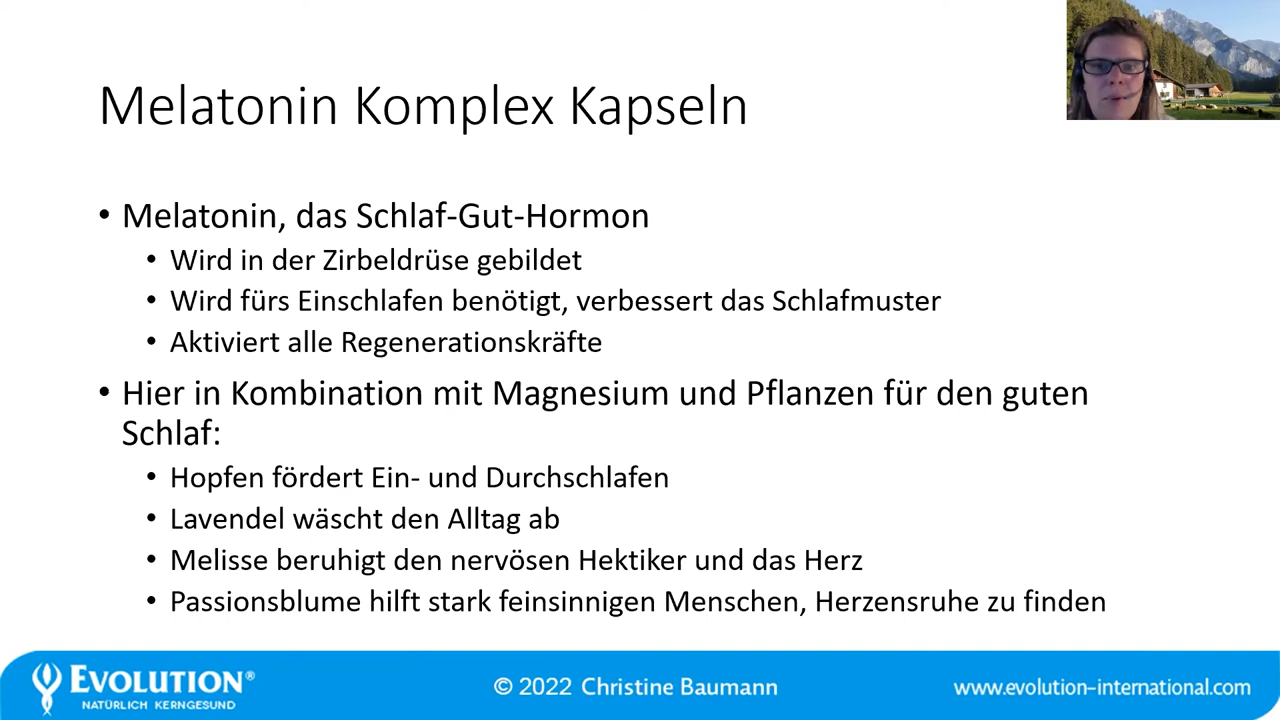 Melatonin Komplex Kapseln
• Melatonin, das Schlaf-Gut-Hormon
• Wird in der Zirbeldrüse gebildet
• Wird fürs Einschlafen benötigt, verbessert das Schlafmuster
• Aktiviert alle Regenerationskräfte
• Hier in Kombination mit Magnesium und Pflanzen für den guten
Schlaf:
• Hopfen fördert Ein- und Durchschlafen
• Lavendel wäscht den Alltag ab
• Melisse beruhigt den nervösen Hektiker und das Herz
• Passionsblume hilft stark feinsinnigen Menschen, Herzensruhe zu finden
EVOLUTION®
NATÜRLICH KERNGESUND
© 2022 Christine Baumann
www.evolution-international.com